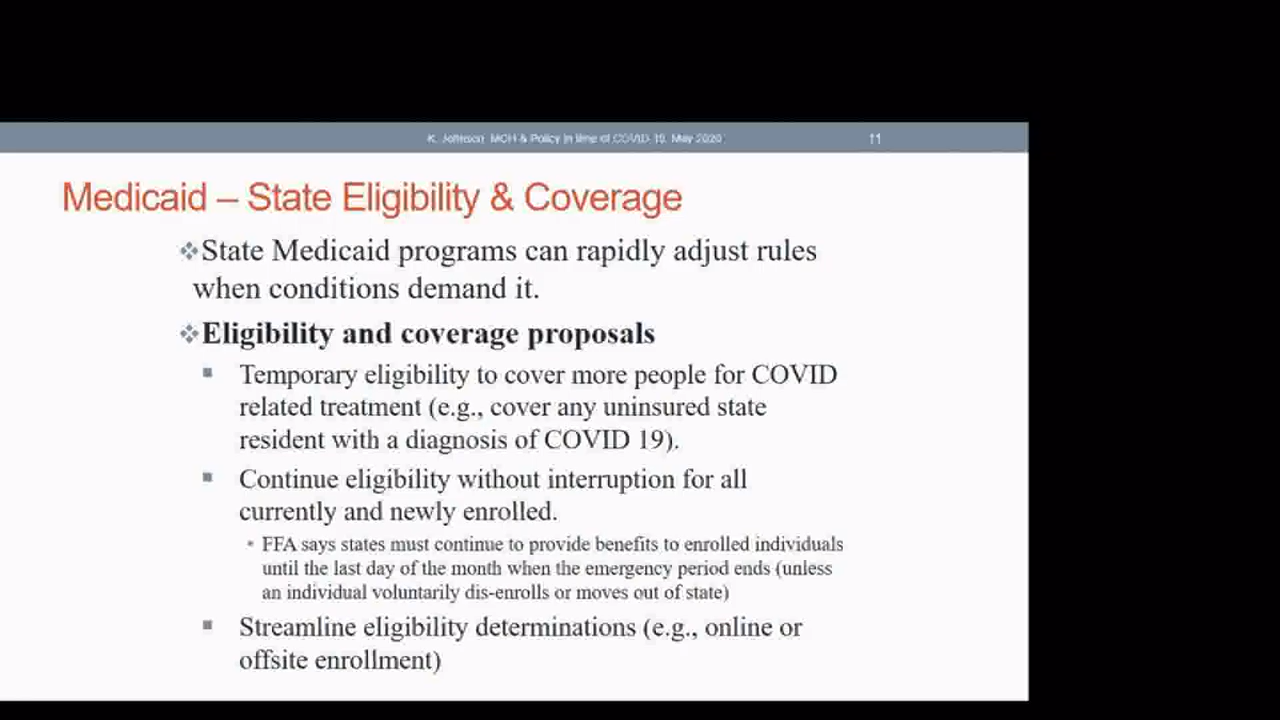 K. Johnson. MCH & Policy in time of COVID-19. May 2020
11
Medicaid – State Eligibility & Coverage
❖State Medicaid programs can rapidly adjust rules
when conditions demand it.
❖Eligibility and coverage proposals
▪ Temporary eligibility to cover more people for COVID
related treatment (e.g., cover any uninsured state
resident with a diagnosis of COVID 19).
▪ Continue eligibility without interruption for all
currently and newly enrolled.
• FFA says states must continue to provide benefits to enrolled individuals
until the last day of the month when the emergency period ends (unless
an individual voluntarily dis-enrolls or moves out of state)
▪ Streamline eligibility determinations (e.g., online or
offsite enrollment)